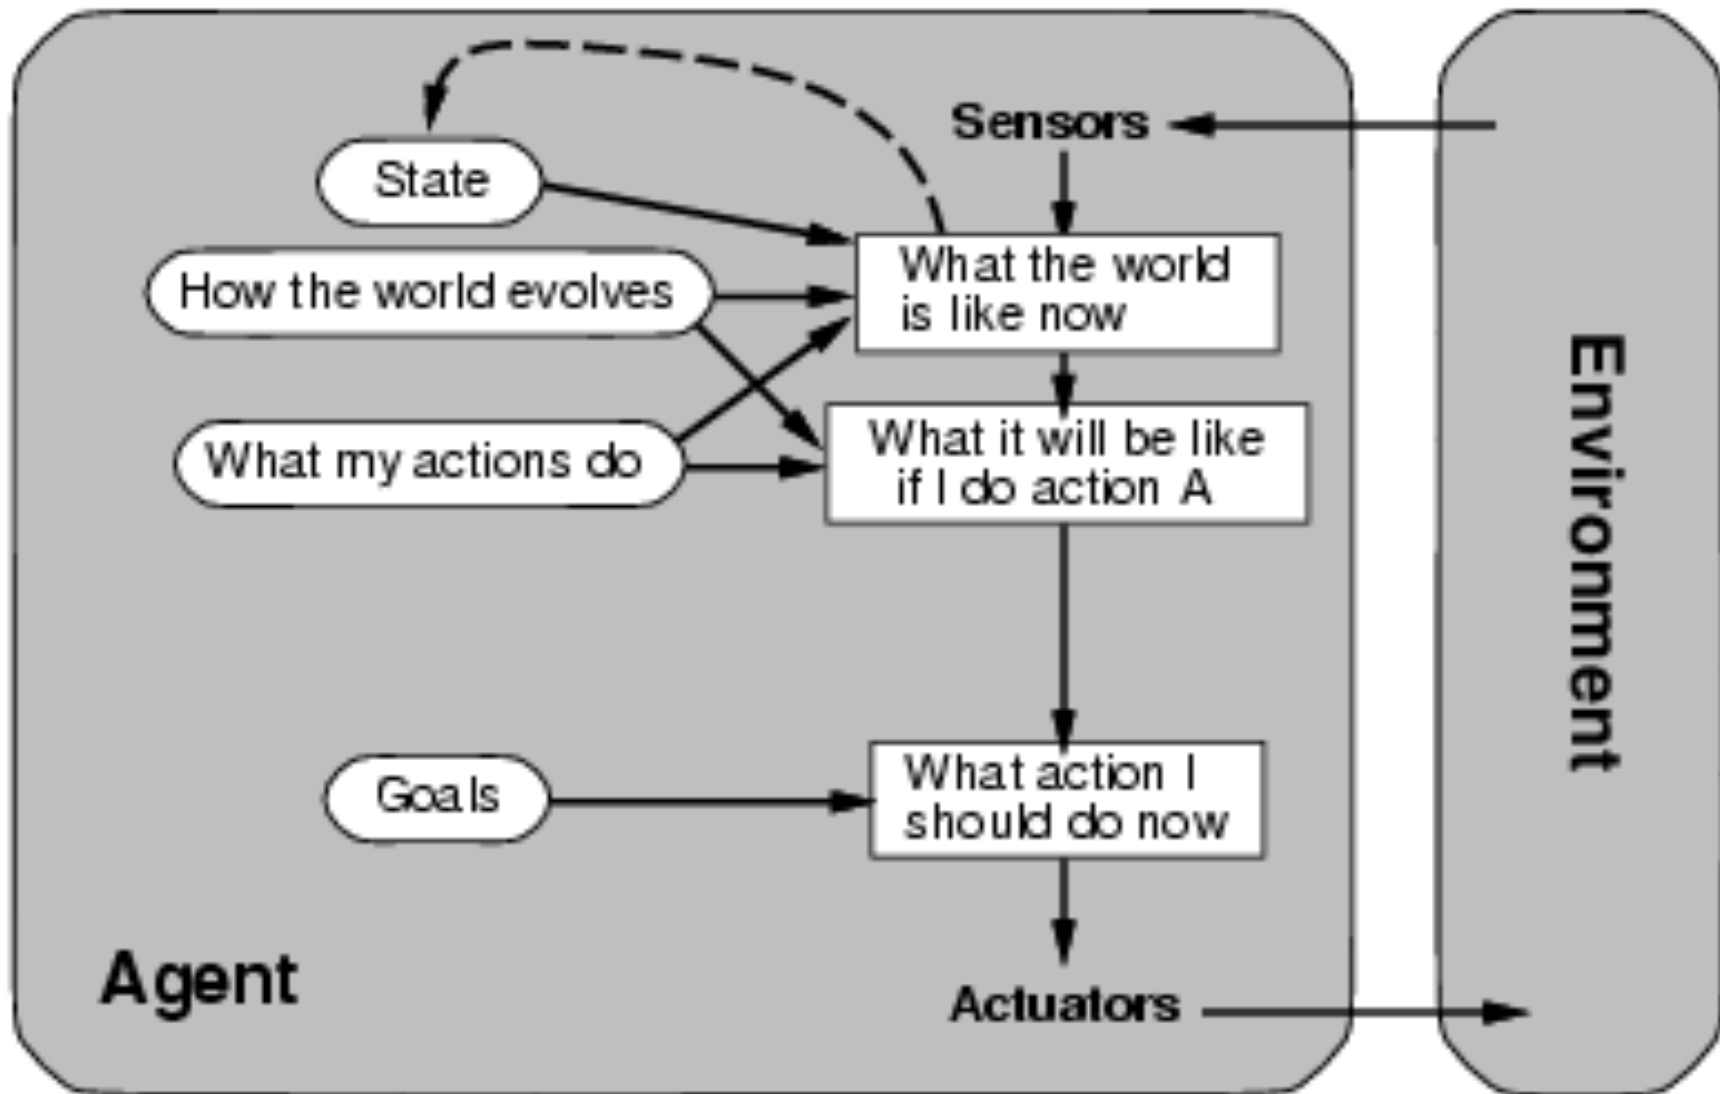 Sensors
State
What the world
is like now
How the world evolves
What it will be like
if I do action A
What my actions do
Environment
Goals
What action I
should do now
Agent
Actuators